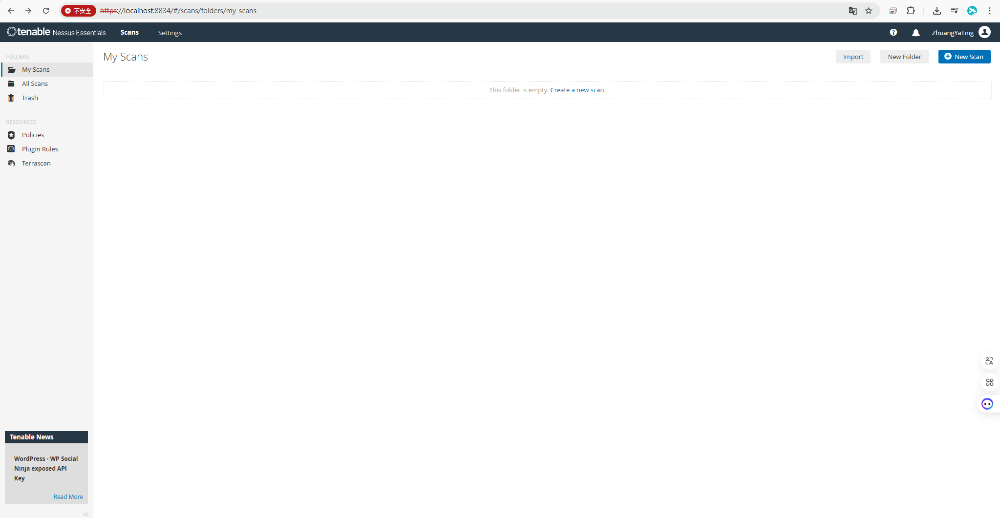 不安全 https://localhost:8834/#/scans/folders/my-scans
tenable Nessus Essentials Scans Settings ZhuangYaTing
FOLDERS
My Scans
All Scans
Trash
RESOURCES
Policies
Plugin Rules
Terrascan
My Scans Import New Folder New Scan
This folder is empty. Create a new scan.
Tenable News
WordPress - WP Social
Ninja exposed API
Key
Read More